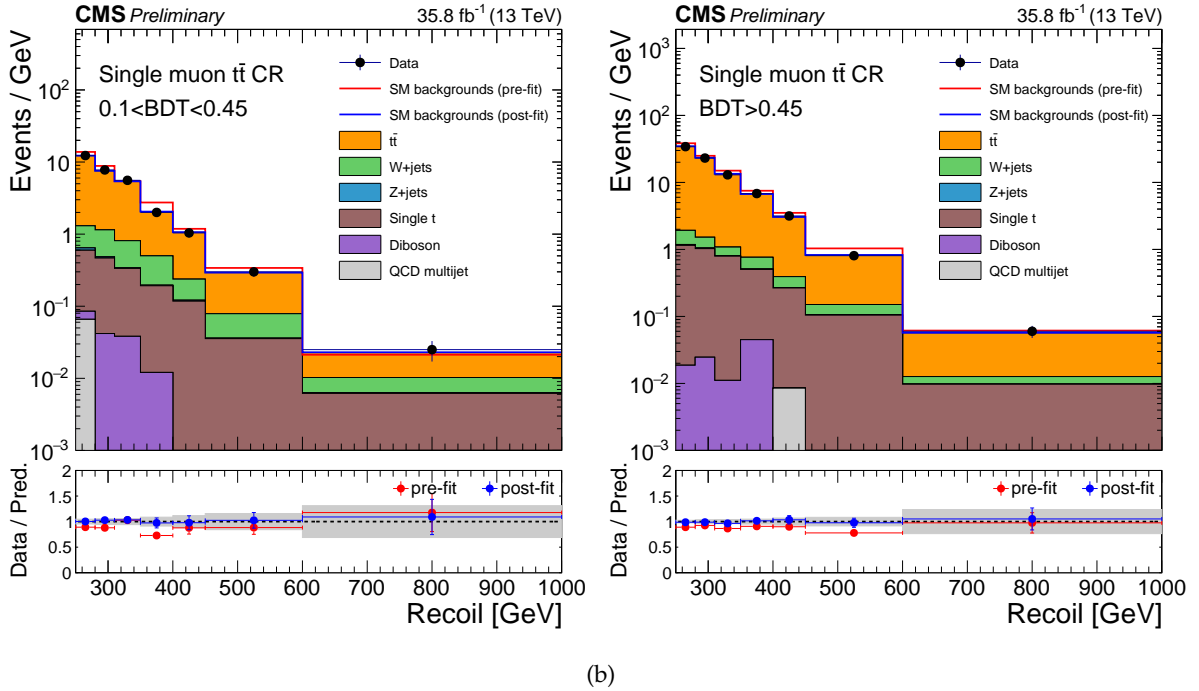 CMS Preliminary 35.8 fb⁻¹ (13 TeV)
Events / GeV
10²
10
1
10⁻¹
10⁻²
10⁻³
Single muon tt̄ CR
0.1<BDT<0.45
Data
SM backgrounds (pre-fit)
SM backgrounds (post-fit)
tt̄
W+jets
Z+jets
Single t
Diboson
QCD multijet
Data / Pred.
2
1.5
1
0.5
0
pre-fit post-fit
300 400 500 600 700 800 900 1000
Recoil [GeV]
CMS Preliminary 35.8 fb⁻¹ (13 TeV)
Events / GeV
10³
10²
10
1
10⁻¹
10⁻²
10⁻³
Single muon tt̄ CR
BDT>0.45
Data
SM backgrounds (pre-fit)
SM backgrounds (post-fit)
tt̄
W+jets
Z+jets
Single t
Diboson
QCD multijet
Data / Pred.
2
1.5
1
0.5
0
pre-fit post-fit
300 400 500 600 700 800 900 1000
Recoil [GeV]
(b)